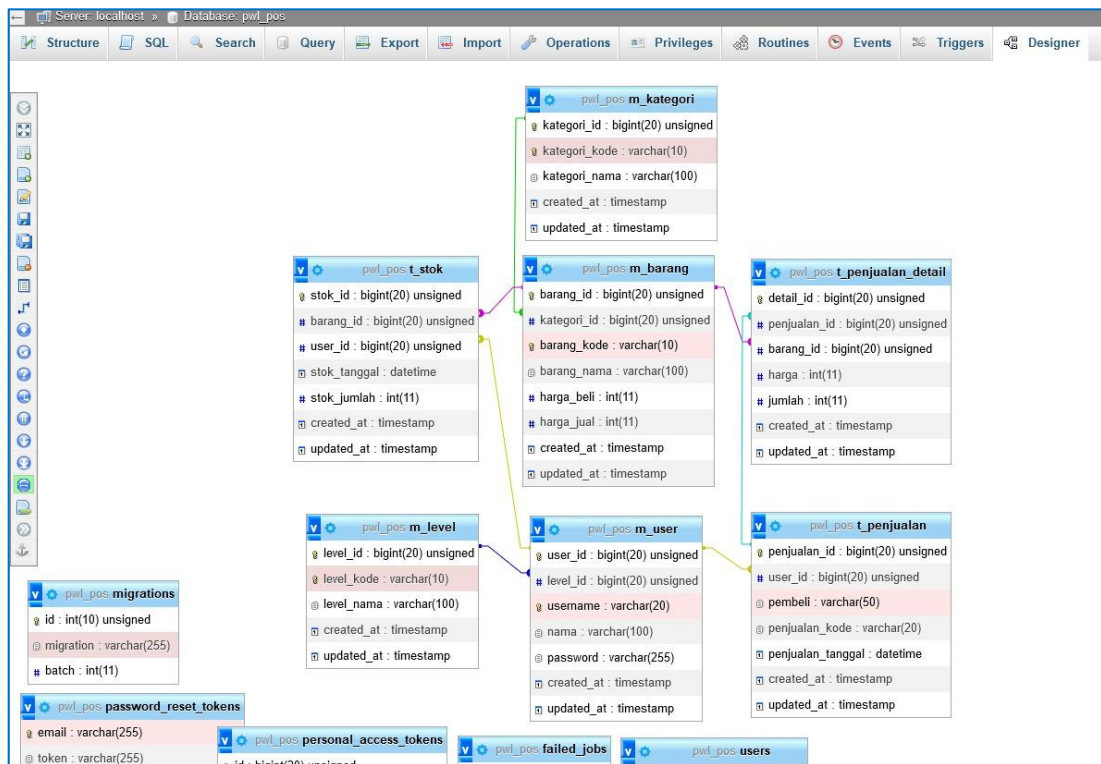 Server: localhost » Database: pwl_pos
Structure SQL Search Query Export Import Operations Privileges Routines Events Triggers Designer
pwl_pos m_kategori
kategori_id : bigint(20) unsigned
kategori_kode : varchar(10)
kategori_nama : varchar(100)
created_at : timestamp
updated_at : timestamp
pwl_pos t_stok
stok_id : bigint(20) unsigned
barang_id : bigint(20) unsigned
user_id : bigint(20) unsigned
stok_tanggal : datetime
stok_jumlah : int(11)
created_at : timestamp
updated_at : timestamp
pwl_pos m_barang
barang_id : bigint(20) unsigned
kategori_id : bigint(20) unsigned
barang_kode : varchar(10)
barang_nama : varchar(100)
harga_beli : int(11)
harga_jual : int(11)
created_at : timestamp
updated_at : timestamp
pwl_pos t_penjualan_detail
detail_id : bigint(20) unsigned
penjualan_id : bigint(20) unsigned
barang_id : bigint(20) unsigned
harga : int(11)
jumlah : int(11)
created_at : timestamp
updated_at : timestamp
pwl_pos m_level
level_id : bigint(20) unsigned
level_kode : varchar(10)
level_nama : varchar(100)
created_at : timestamp
updated_at : timestamp
pwl_pos m_user
user_id : bigint(20) unsigned
level_id : bigint(20) unsigned
username : varchar(20)
nama : varchar(100)
password : varchar(255)
created_at : timestamp
updated_at : timestamp
pwl_pos t_penjualan
penjualan_id : bigint(20) unsigned
user_id : bigint(20) unsigned
pembeli : varchar(50)
penjualan_kode : varchar(20)
penjualan_tanggal : datetime
created_at : timestamp
updated_at : timestamp
pwl_pos migrations
id : int(10) unsigned
migration : varchar(255)
batch : int(11)
pwl_pos password_reset_tokens
email : varchar(255)
token : varchar(255)
pwl_pos personal_access_tokens
id : bigint(20) unsigned
pwl_pos failed_jobs
pwl_pos users